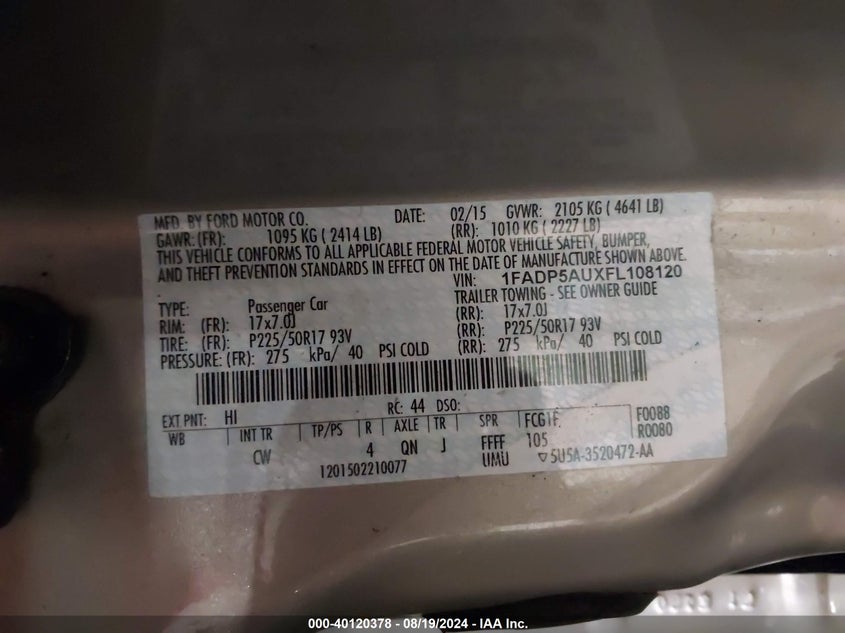 MFD. BY FORD MOTOR CO. DATE: 02/15 GVWR: 2105 KG ( 4641 LB)
GAWR: (FR): 1095 KG ( 2414 LB) (RR): 1010 KG ( 2227 LB)
THIS VEHICLE CONFORMS TO ALL APPLICABLE FEDERAL MOTOR VEHICLE SAFETY, BUMPER,
AND THEFT PREVENTION STANDARDS IN EFFECT ON THE DATE OF MANUFACTURE SHOWN ABOVE.
VIN: 1FADP5AUXFL108120
TYPE: Passenger Car TRAILER TOWING - SEE OWNER GUIDE
RIM: (FR): 17x7.0J (RR): 17x7.0J
TIRE: (FR): P225/50R17 93V (RR): P225/50R17 93V
PRESSURE: (FR): 275 kPa/ 40 PSI COLD (RR): 275 kPa/ 40 PSI COLD
EXT PNT: HI RC: 44 DSO: FCG1F F0088
WB INT TR TP/PS R AXLE TR SPR 105 R0080
CW 4 QN J FFFF
1201502210077 UMU ▽5U5A-3520472-AA
000-40120378 - 08/19/2024 - IAA Inc.